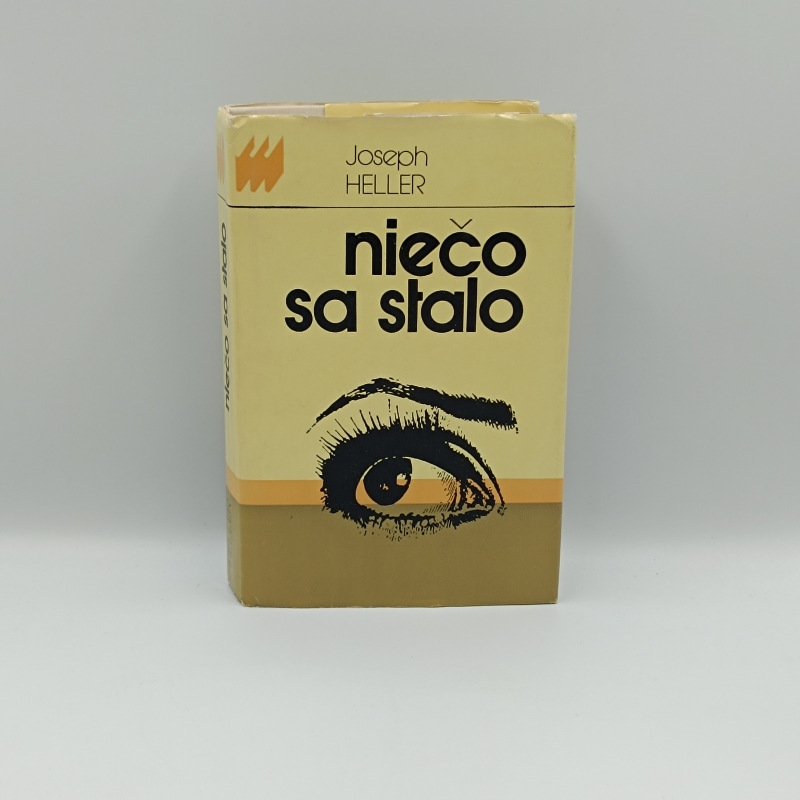 Joseph
HELLER
niečo
sa stalo
niečo sa stalo